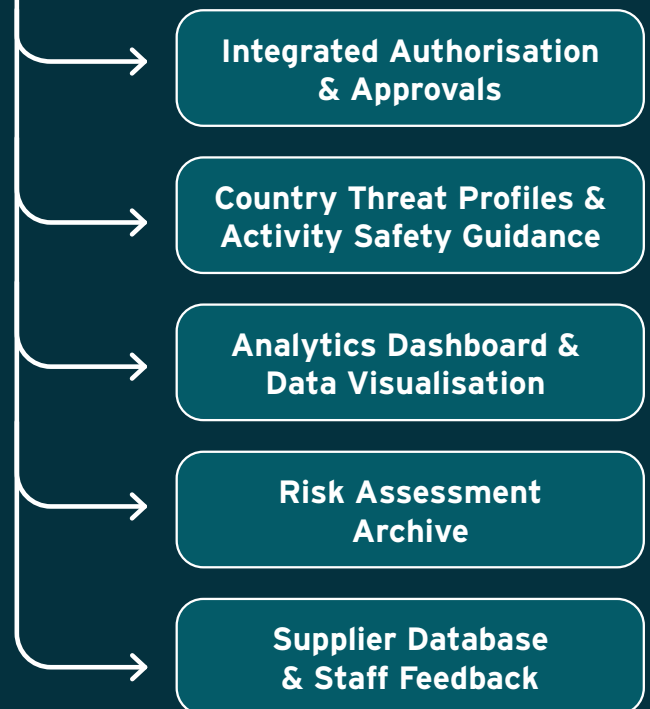 Integrated Authorisation
& Approvals
Country Threat Profiles &
Activity Safety Guidance
Analytics Dashboard &
Data Visualisation
Risk Assessment
Archive
Supplier Database
& Staff Feedback